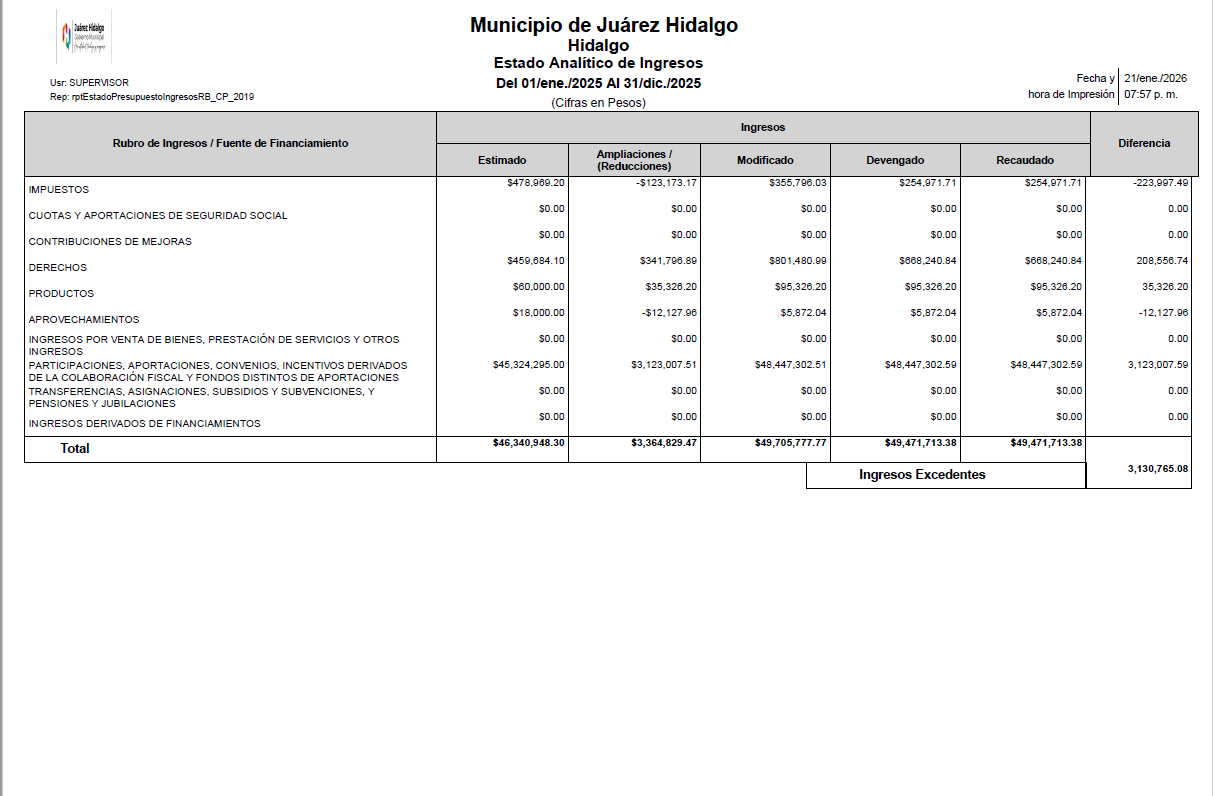 Juárez Hidalgo
Gobierno Municipal
Municipio de Juárez Hidalgo
Hidalgo
Estado Analítico de Ingresos
Del 01/ene./2025 Al 31/dic./2025
(Cifras en Pesos)
Usr: SUPERVISOR
Rep: rptEstadoPresupuestoIngresosRB_CP_2019
Fecha y 21/ene./2026
hora de Impresión 07:57 p. m.
Rubro de Ingresos / Fuente de Financiamiento Ingresos Diferencia
Estimado Ampliaciones / (Reducciones) Modificado Devengado Recaudado
IMPUESTOS $478,969.20 -$123,173.17 $355,796.03 $254,971.71 $254,971.71 -223,997.49
CUOTAS Y APORTACIONES DE SEGURIDAD SOCIAL $0.00 $0.00 $0.00 $0.00 $0.00 0.00
CONTRIBUCIONES DE MEJORAS $0.00 $0.00 $0.00 $0.00 $0.00 0.00
DERECHOS $459,684.10 $341,796.89 $801,480.99 $668,240.84 $668,240.84 208,556.74
PRODUCTOS $60,000.00 $35,326.20 $95,326.20 $95,326.20 $95,326.20 35,326.20
APROVECHAMIENTOS $18,000.00 -$12,127.96 $5,872.04 $5,872.04 $5,872.04 -12,127.96
INGRESOS POR VENTA DE BIENES, PRESTACIÓN DE SERVICIOS Y OTROS $0.00 $0.00 $0.00 $0.00 $0.00 0.00
INGRESOS
PARTICIPACIONES, APORTACIONES, CONVENIOS, INCENTIVOS DERIVADOS $45,324,295.00 $3,123,007.51 $48,447,302.51 $48,447,302.59 $48,447,302.59 3,123,007.59
DE LA COLABORACIÓN FISCAL Y FONDOS DISTINTOS DE APORTACIONES
TRANSFERENCIAS, ASIGNACIONES, SUBSIDIOS Y SUBVENCIONES, Y $0.00 $0.00 $0.00 $0.00 $0.00 0.00
PENSIONES Y JUBILACIONES
INGRESOS DERIVADOS DE FINANCIAMIENTOS $0.00 $0.00 $0.00 $0.00 $0.00 0.00
Total $46,340,948.30 $3,364,829.47 $49,705,777.77 $49,471,713.38 $49,471,713.38
Ingresos Excedentes 3,130,765.08